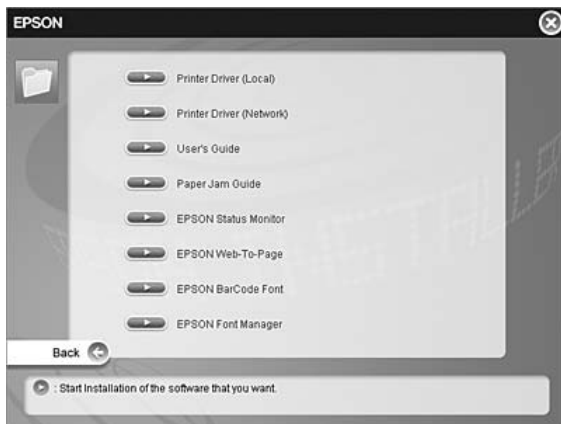 EPSON
Printer Driver (Local)
Printer Driver (Network)
User's Guide
Paper Jam Guide
EPSON Status Monitor
EPSON Web-To-Page
EPSON BarCode Font
EPSON Font Manager
Back
: Start Installation of the software that you want.